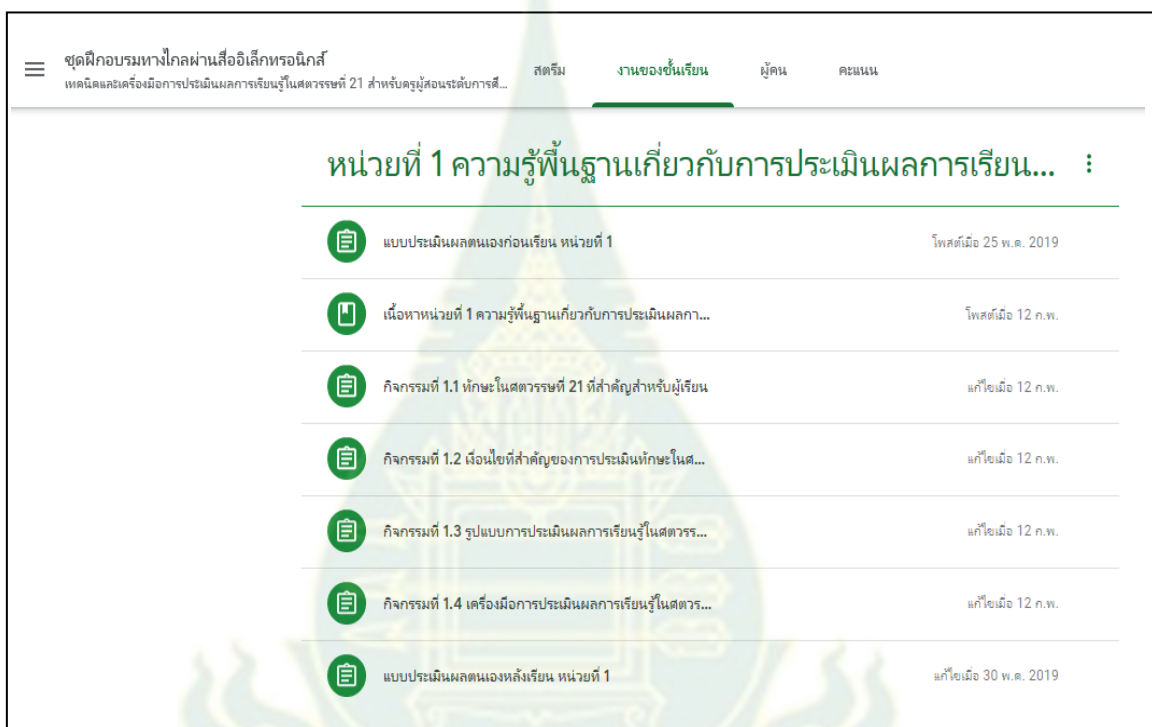 ชุดฝึกอบรมทางไกลผ่านสื่ออิเล็กทรอนิกส์
เทคนิคและเครื่องมือการประเมินผลการเรียนรู้ในศตวรรษที่ 21 สำหรับครูผู้สอนระดับการศึ...
สตรีม งานของชั้นเรียน ผู้คน คะแนน
หน่วยที่ 1 ความรู้พื้นฐานเกี่ยวกับการประเมินผลการเรียน...
แบบประเมินผลตนเองก่อนเรียน หน่วยที่ 1 โพสต์เมื่อ 25 พ.ค. 2019
เนื้อหาหน่วยที่ 1 ความรู้พื้นฐานเกี่ยวกับการประเมินผลกา... โพสต์เมื่อ 12 ก.พ.
กิจกรรมที่ 1.1 ทักษะในศตวรรษที่ 21 ที่สำคัญสำหรับผู้เรียน แก้ไขเมื่อ 12 ก.พ.
กิจกรรมที่ 1.2 เงื่อนไขที่สำคัญของการประเมินทักษะในศ... แก้ไขเมื่อ 12 ก.พ.
กิจกรรมที่ 1.3 รูปแบบการประเมินผลการเรียนรู้ในศตวรร... แก้ไขเมื่อ 12 ก.พ.
กิจกรรมที่ 1.4 เครื่องมือการประเมินผลการเรียนรู้ในศตวร... แก้ไขเมื่อ 12 ก.พ.
แบบประเมินผลตนเองหลังเรียน หน่วยที่ 1 แก้ไขเมื่อ 30 พ.ค. 2019